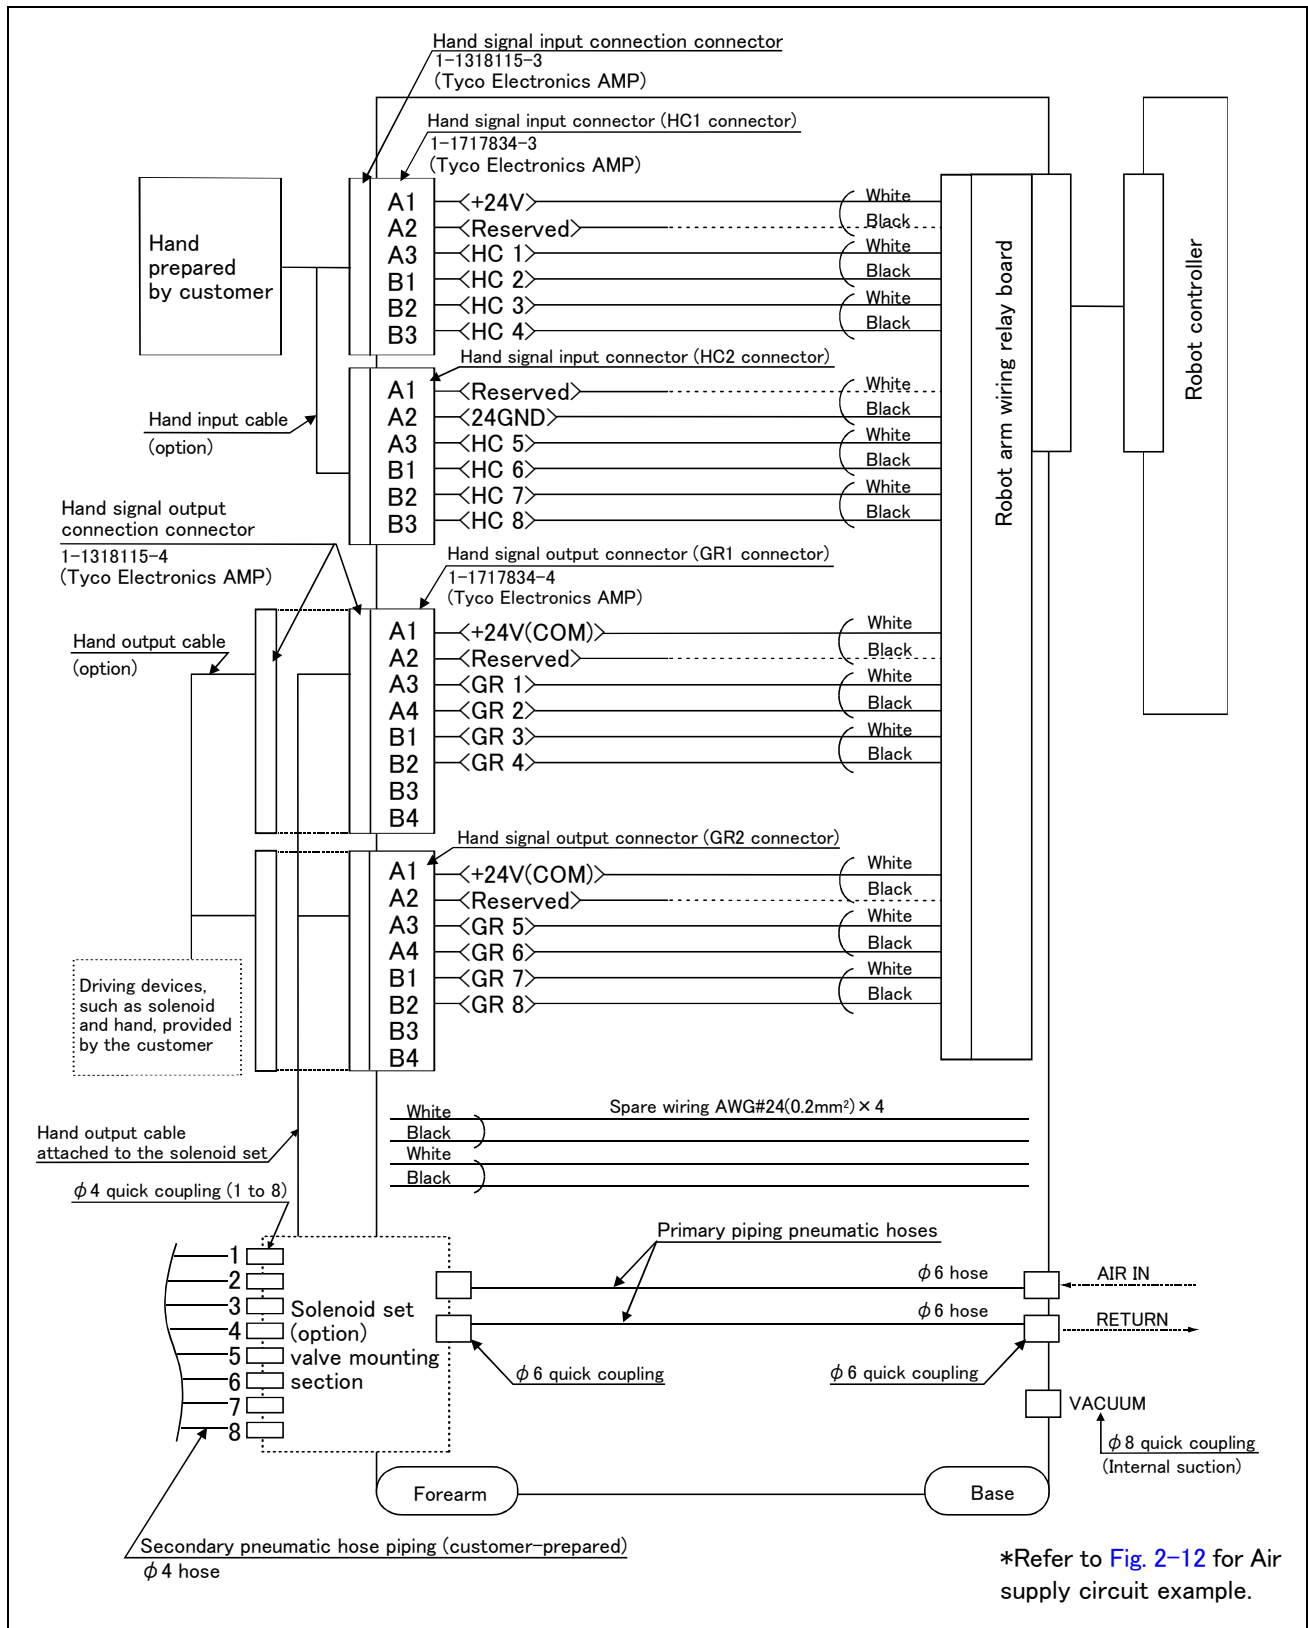 Hand signal input connection connector
1-1318115-3
(Tyco Electronics AMP)
Hand signal input connector (HC1 connector)
1-1717834-3
(Tyco Electronics AMP)
Hand
prepared
by customer
A1 <+24V> White
A2 <Reserved> Black
A3 <HC 1> White
B1 <HC 2> Black
B2 <HC 3> White
B3 <HC 4> Black
Robot arm wiring relay board
Robot controller
Hand signal input connector (HC2 connector)
A1 <Reserved> White
A2 <24GND> Black
A3 <HC 5> White
B1 <HC 6> Black
B2 <HC 7> White
B3 <HC 8> Black
Hand input cable
(option)
Hand signal output
connection connector
1-1318115-4
(Tyco Electronics AMP)
Hand signal output connector (GR1 connector)
1-1717834-4
(Tyco Electronics AMP)
Hand output cable
(option)
A1 <+24V(COM)> White
A2 <Reserved> Black
A3 <GR 1> White
A4 <GR 2> Black
B1 <GR 3> White
B2 <GR 4> Black
B3
B4
Hand signal output connector (GR2 connector)
A1 <+24V(COM)> White
A2 <Reserved> Black
A3 <GR 5> White
A4 <GR 6> Black
B1 <GR 7> White
B2 <GR 8> Black
B3
B4
Driving devices,
such as solenoid
and hand, provided
by the customer
White Spare wiring AWG#24(0.2mm²)×4
Black
White
Black
Hand output cable
attached to the solenoid set
φ4 quick coupling (1 to 8)
Primary piping pneumatic hoses
1
2
3
4
5
6
7
8
Solenoid set
(option)
valve mounting
section
φ6 hose
AIR IN
φ6 hose
RETURN
φ6 quick coupling
φ6 quick coupling
VACUUM
φ8 quick coupling
(Internal suction)
Forearm
Base
Secondary pneumatic hose piping (customer-prepared)
φ4 hose
*Refer to Fig. 2-12 for Air
supply circuit example.